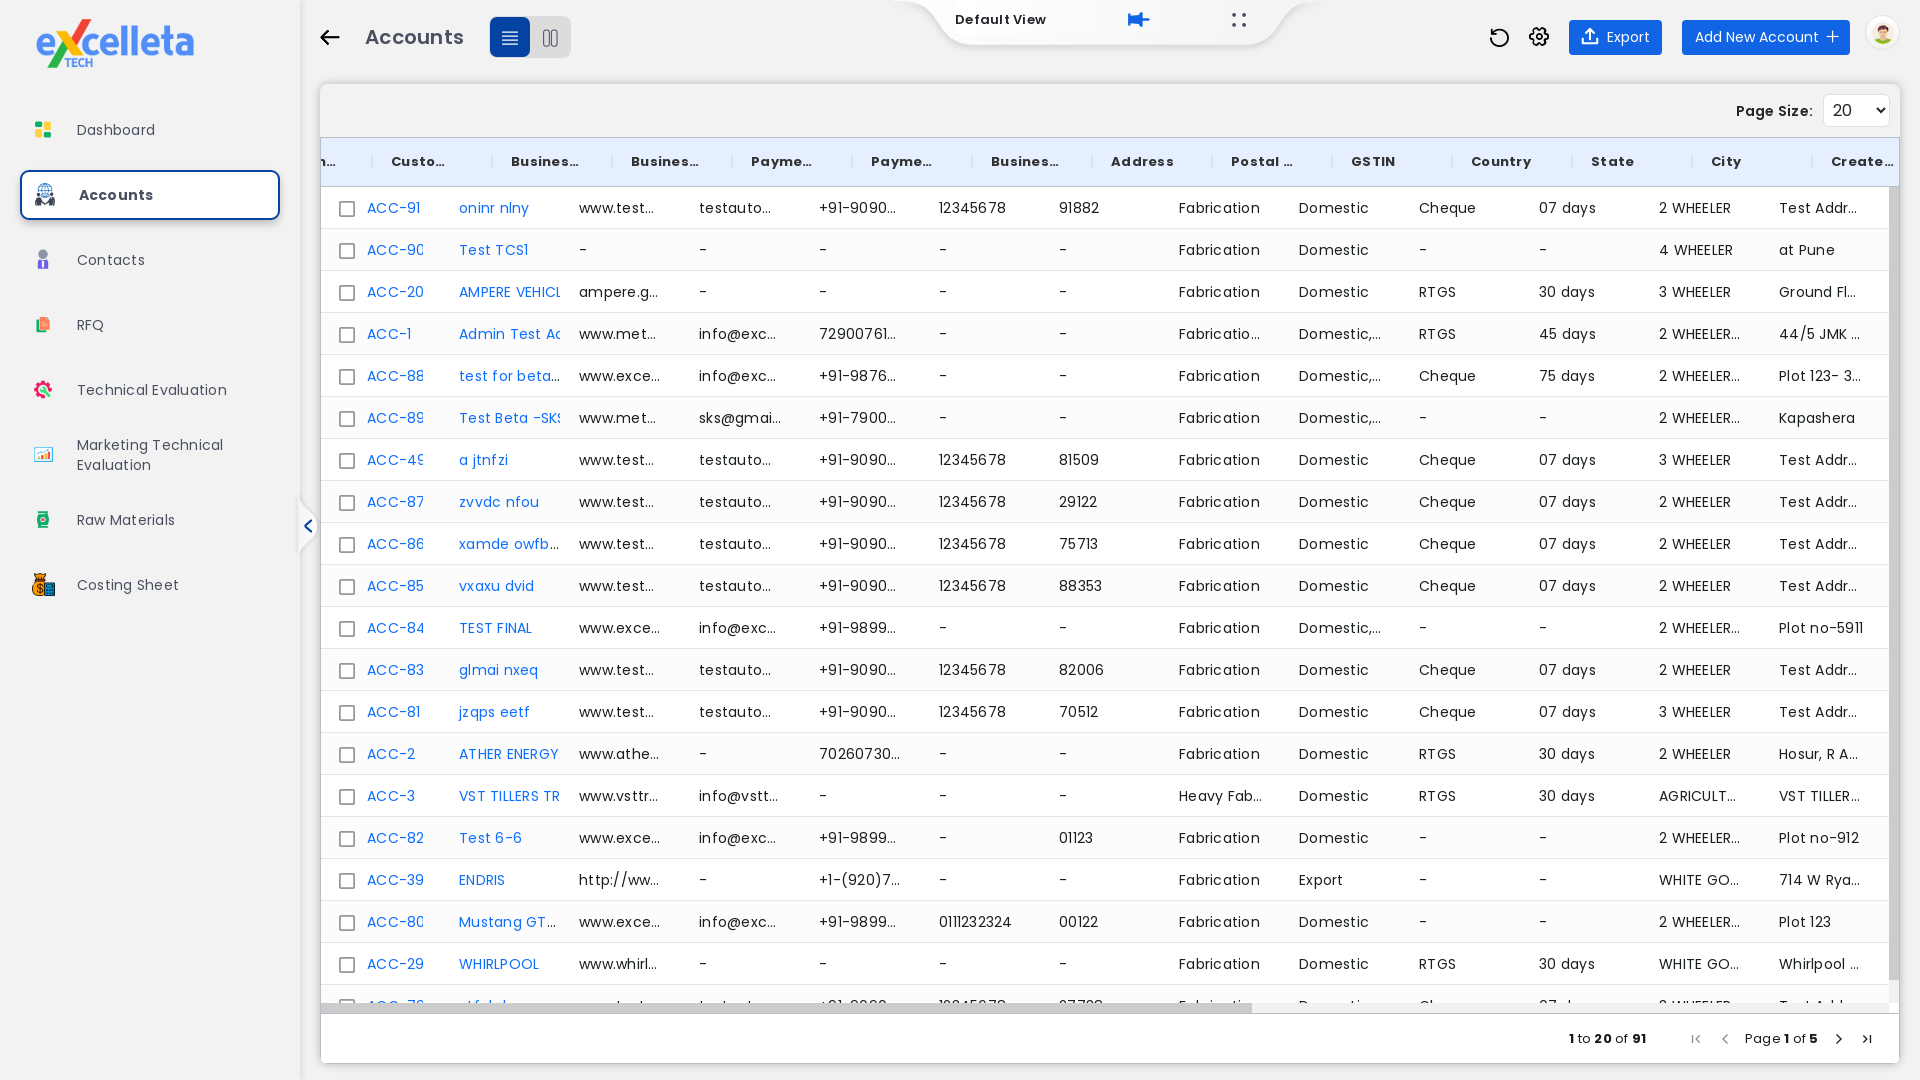 eXcelleta
TECH
Dashboard
Accounts
Contacts
RFQ
Technical Evaluation
Marketing Technical
Evaluation
Raw Materials
Costing Sheet
Accounts
Default View
Export
Add New Account
Page Size: 20
...
Custo... Busines... Busines... Payme... Payme... Busines... Address Postal ... GSTIN Country State City Create...
ACC-91 oninr nlny www.test... testauto... +91-9090... 12345678 91882 Fabrication Domestic Cheque 07 days 2 WHEELER Test Addr...
ACC-90 Test TCS1 - - - - - Fabrication Domestic - - 4 WHEELER at Pune
ACC-20 AMPERE VEHICL ampere.g... - - - - Fabrication Domestic RTGS 30 days 3 WHEELER Ground Fl...
ACC-1 Admin Test Ac www.met... info@exc... 72900761... - - Fabricatio... Domestic,... RTGS 45 days 2 WHEELER... 44/5 JMK ...
ACC-88 test for beta... www.exce... info@exc... +91-9876... - - Fabrication Domestic,... Cheque 75 days 2 WHEELER... Plot 123- 3...
ACC-89 Test Beta -SKS www.met... sks@gmai... +91-7900... - - Fabrication Domestic,... - - 2 WHEELER... Kapashera
ACC-49 a jtnfzi www.test... testauto... +91-9090... 12345678 81509 Fabrication Domestic Cheque 07 days 3 WHEELER Test Addr...
ACC-87 zvvdc nfou www.test... testauto... +91-9090... 12345678 29122 Fabrication Domestic Cheque 07 days 2 WHEELER Test Addr...
ACC-86 xamde owfb... www.test... testauto... +91-9090... 12345678 75713 Fabrication Domestic Cheque 07 days 2 WHEELER Test Addr...
ACC-85 vxaxu dvid www.test... testauto... +91-9090... 12345678 88353 Fabrication Domestic Cheque 07 days 2 WHEELER Test Addr...
ACC-84 TEST FINAL www.exce... info@exc... +91-9899... - - Fabrication Domestic,... - - 2 WHEELER... Plot no-5911
ACC-83 glmai nxeq www.test... testauto... +91-9090... 12345678 82006 Fabrication Domestic Cheque 07 days 2 WHEELER Test Addr...
ACC-81 jzqps eetf www.test... testauto... +91-9090... 12345678 70512 Fabrication Domestic Cheque 07 days 3 WHEELER Test Addr...
ACC-2 ATHER ENERGY www.athe... - 70260730... - - Fabrication Domestic RTGS 30 days 2 WHEELER Hosur, R A...
ACC-3 VST TILLERS TR www.vsttr... info@vstt... - - - Heavy Fab... Domestic RTGS 30 days AGRICULT... VST TILLER...
ACC-82 Test 6-6 www.exce... info@exc... +91-9899... - 01123 Fabrication Domestic - - 2 WHEELER... Plot no-912
ACC-39 ENDRIS http://ww... - +1-(920)7... - - Fabrication Export - - WHITE GO... 714 W Rya...
ACC-80 Mustang GT... www.exce... info@exc... +91-9899... 0111232324 00122 Fabrication Domestic - - 2 WHEELER... Plot 123
ACC-29 WHIRLPOOL www.whirl... - - - - Fabrication Domestic RTGS 30 days WHITE GO... Whirlpool ...
1 to 20 of 91 Page 1 of 5